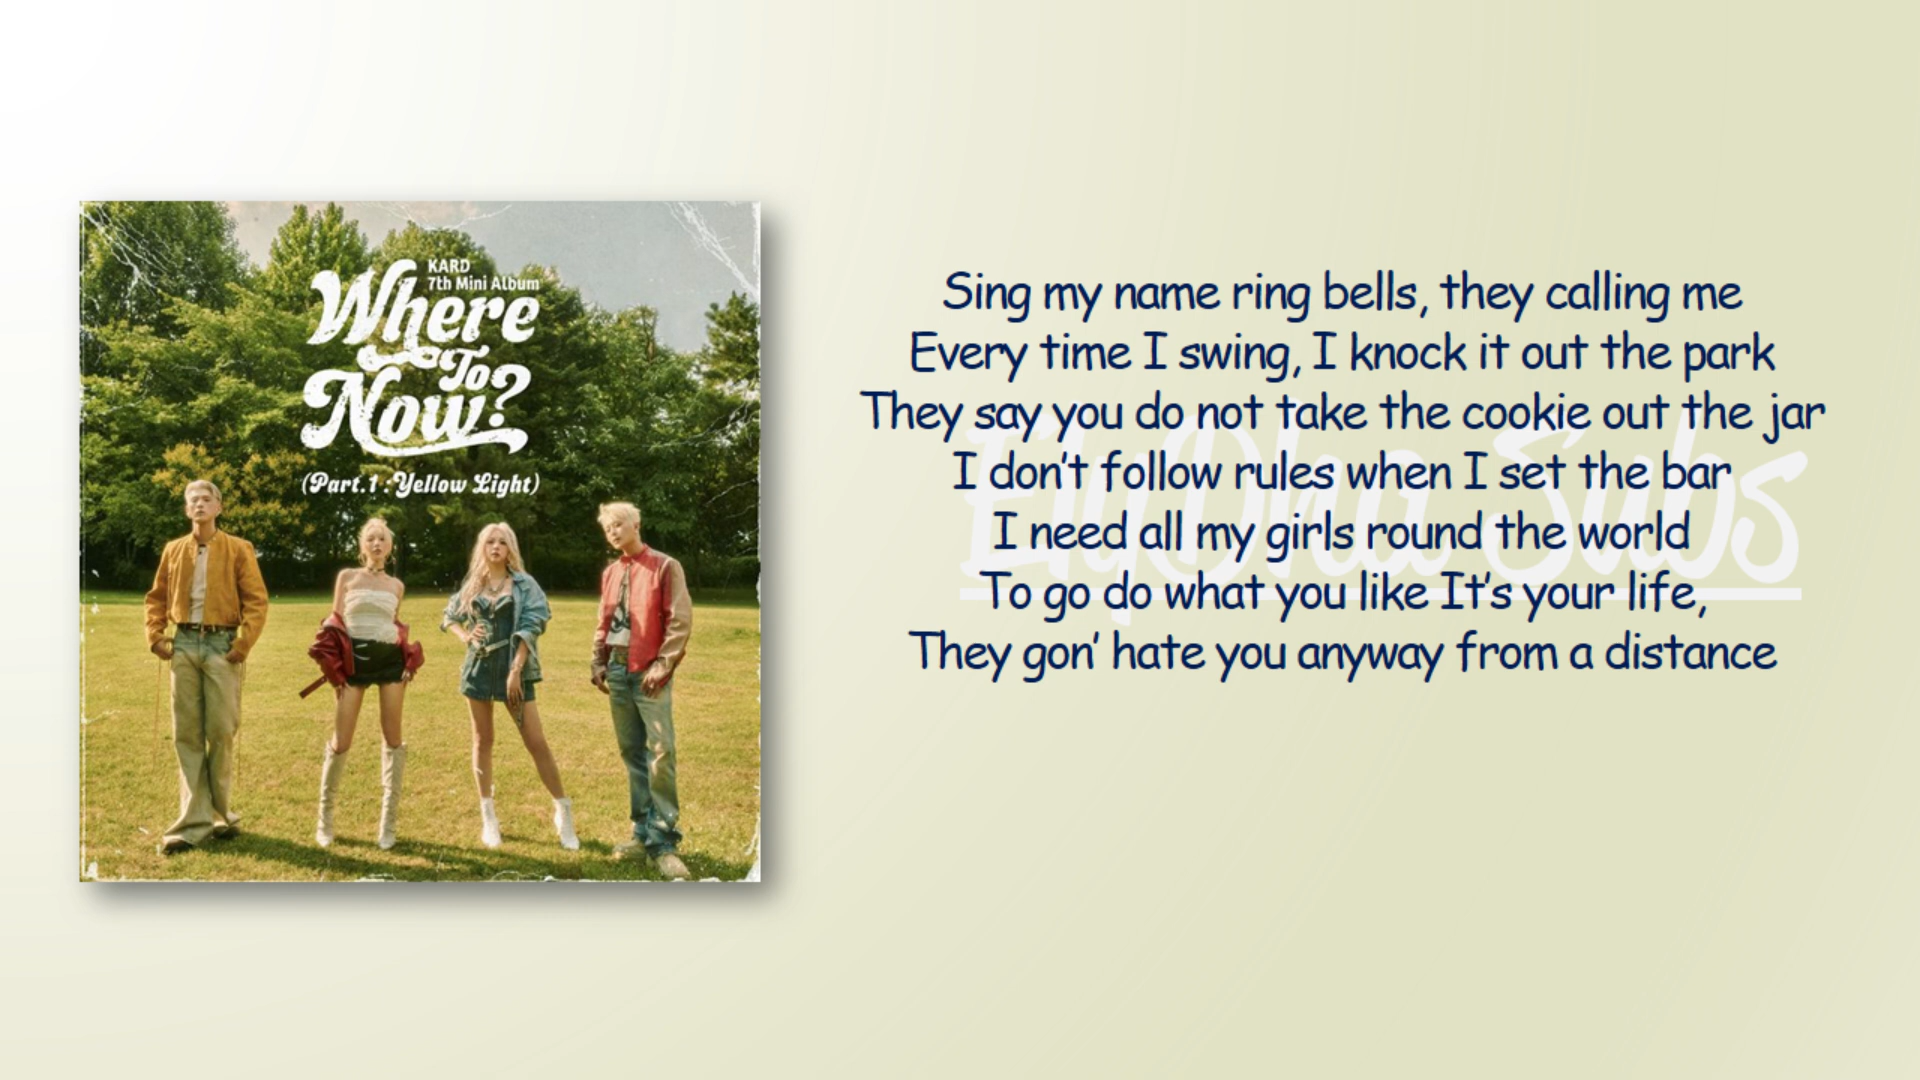 KARD
7th Mini Album
Where
To
Now?
(Part.1 : Yellow Light)
Sing my name ring bells, they calling me
Every time I swing, I knock it out the park
They say you do not take the cookie out the jar
I don't follow rules when I set the bar
I need all my girls round the world
To go do what you like It's your life,
They gon' hate you anyway from a distance
ElyOha Subs